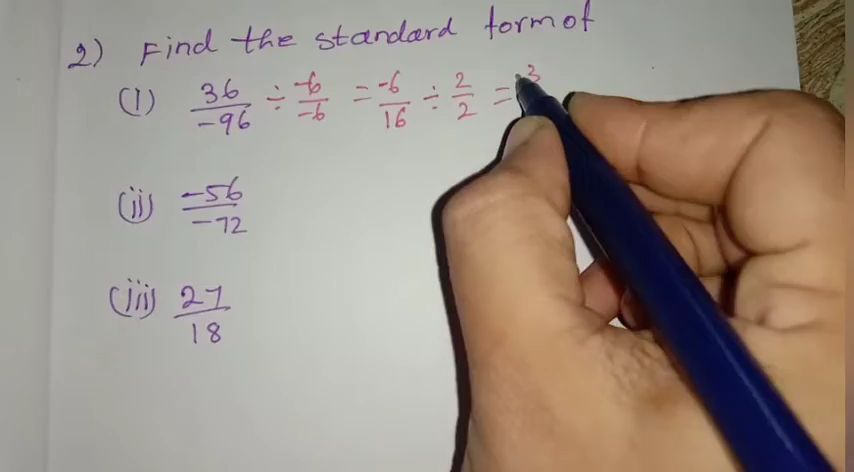 2) Find the standard form of
(i) 36/-96 ÷ -6/-6 = -6/16 ÷ 2/2 = 3
(ii) -56/-72
(iii) 27/18